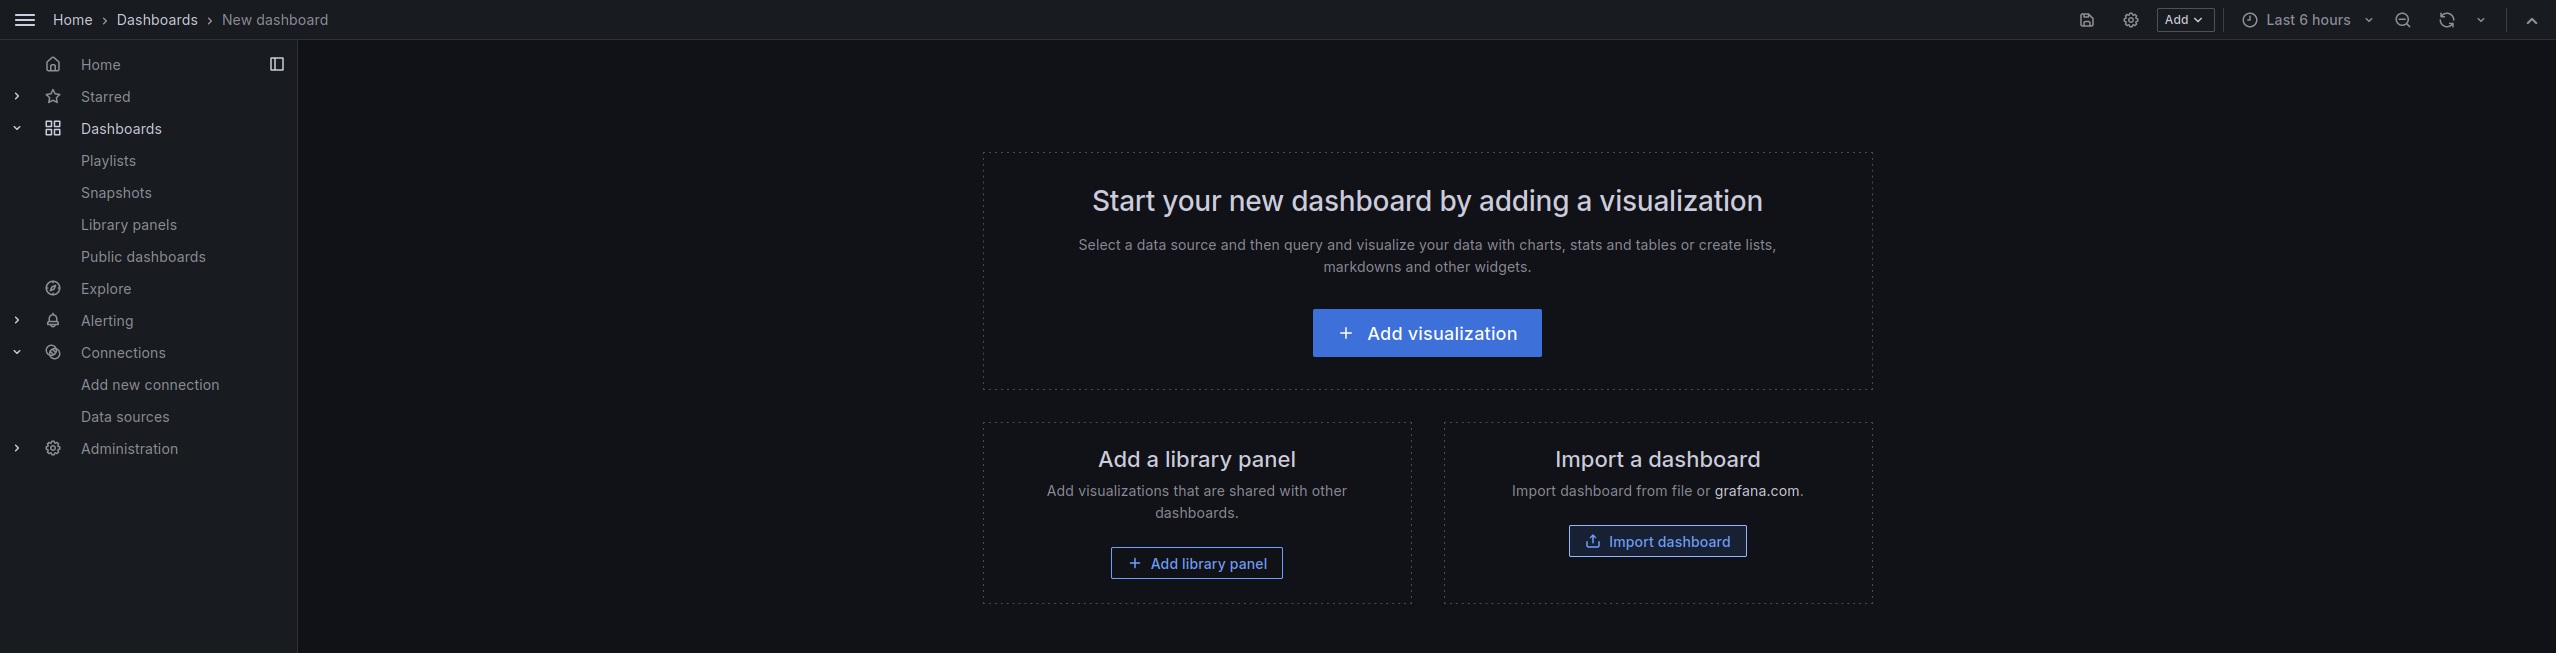 Home › Dashboards › New dashboard
Add
Last 6 hours
Home
Starred
Dashboards
Playlists
Snapshots
Library panels
Public dashboards
Explore
Alerting
Connections
Add new connection
Data sources
Administration
Start your new dashboard by adding a visualization
Select a data source and then query and visualize your data with charts, stats and tables or create lists,
markdowns and other widgets.
+ Add visualization
Add a library panel
Add visualizations that are shared with other
dashboards.
+ Add library panel
Import a dashboard
Import dashboard from file or grafana.com.
Import dashboard